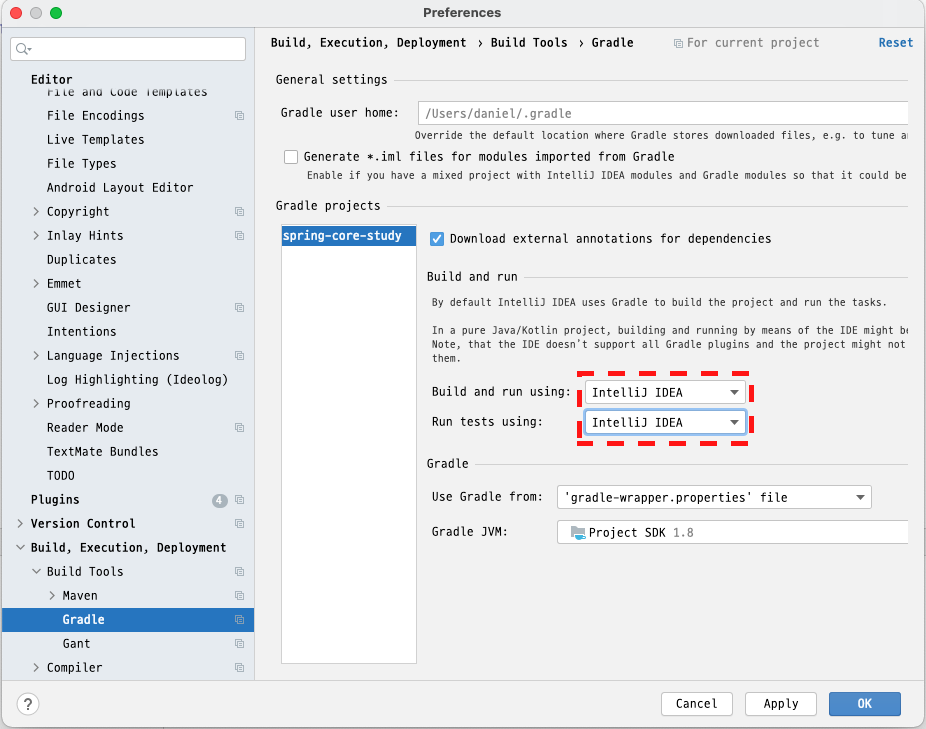 Preferences
Build, Execution, Deployment › Build Tools › Gradle
For current project
Reset
Editor
File and Code Templates
File Encodings
Live Templates
File Types
Android Layout Editor
Copyright
Inlay Hints
Duplicates
Emmet
GUI Designer
Intentions
Language Injections
Log Highlighting (Ideolog)
Proofreading
Reader Mode
TextMate Bundles
TODO
Plugins
4
Version Control
Build, Execution, Deployment
Build Tools
Maven
Gradle
Gant
Compiler
General settings
Gradle user home:
/Users/daniel/.gradle
Override the default location where Gradle stores downloaded files, e.g. to tune
Generate *.iml files for modules imported from Gradle
Enable if you have a mixed project with IntelliJ IDEA modules and Gradle modules so that it could be
Gradle projects
spring-core-study
Download external annotations for dependencies
Build and run
By default IntelliJ IDEA uses Gradle to build the project and run the tasks.
In a pure Java/Kotlin project, building and running by means of the IDE might
Note, that the IDE doesn't support all Gradle plugins and the project might not
them.
Build and run using:
IntelliJ IDEA
Run tests using:
IntelliJ IDEA
Gradle
Use Gradle from:
'gradle-wrapper.properties' file
Gradle JVM:
Project SDK 1.8
?
Cancel
Apply
OK